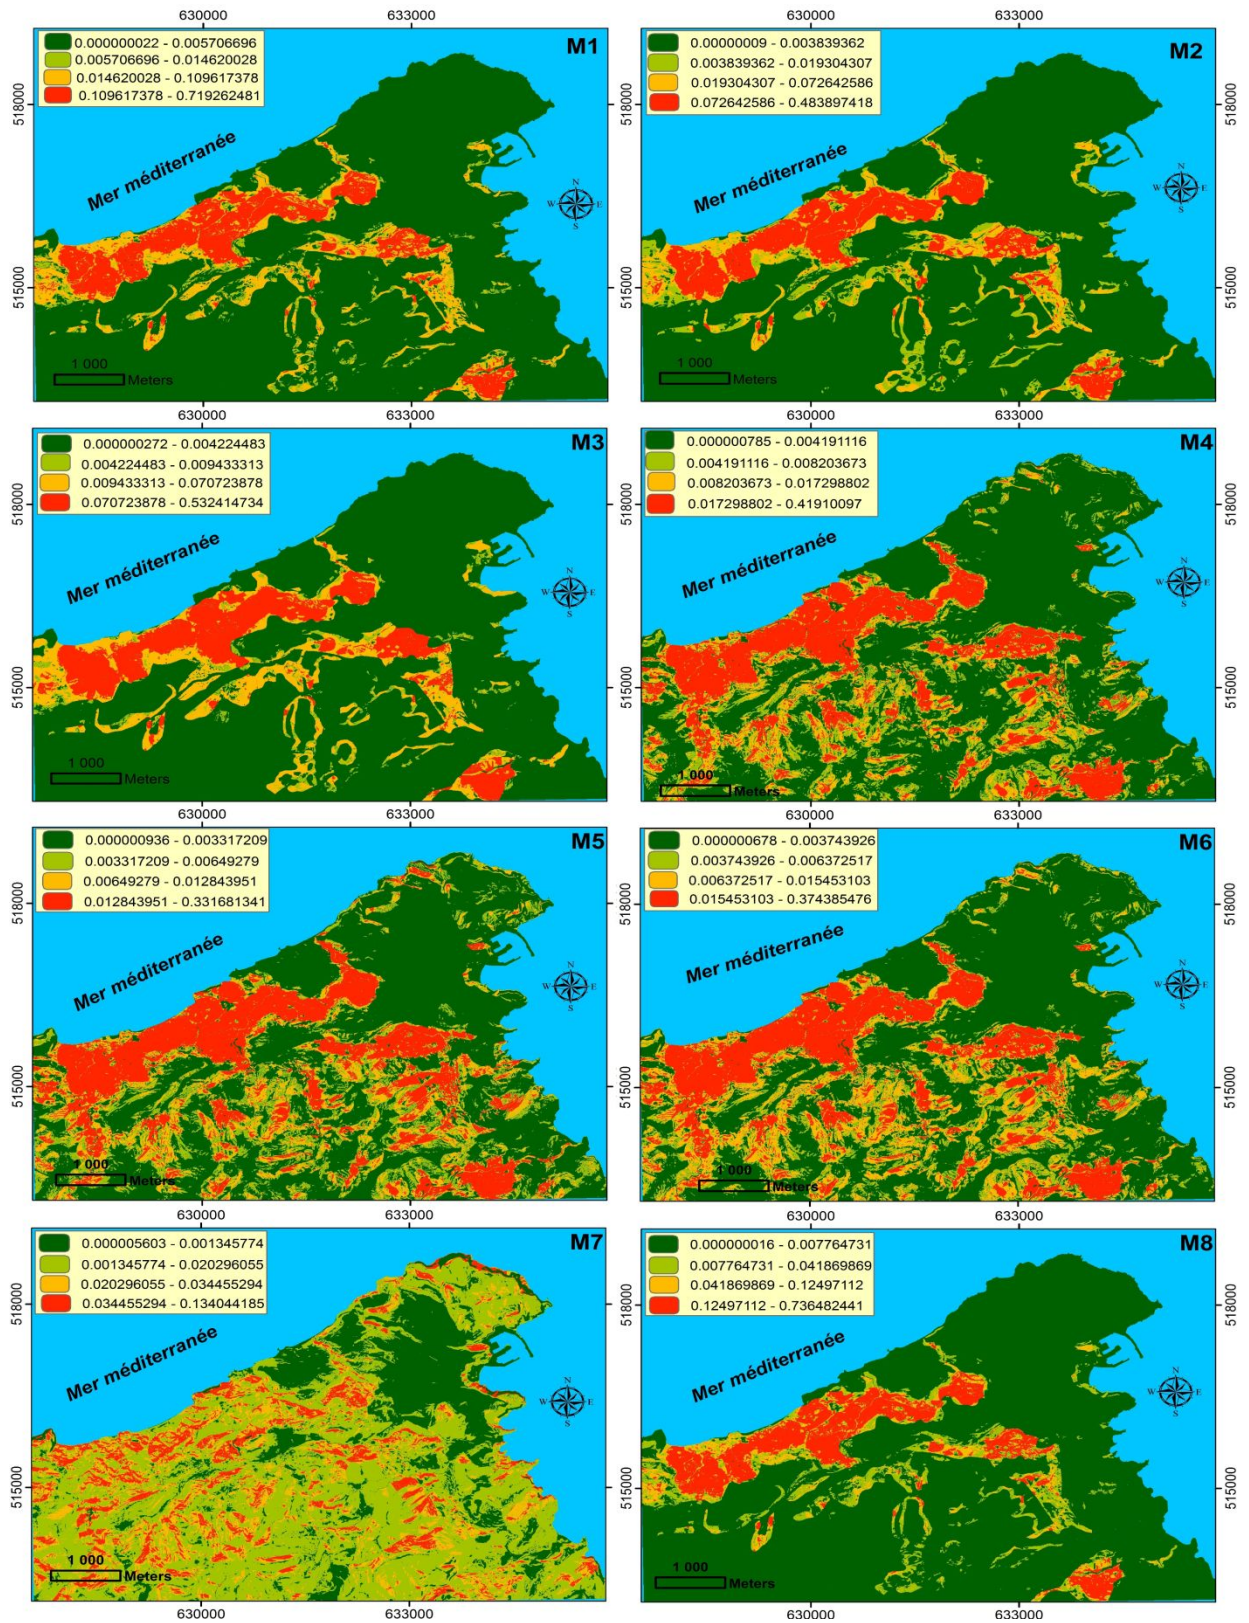 630000 633000 630000 633000
M1
0.000000022 - 0.005706696
0.005706696 - 0.014620028
0.014620028 - 0.109617378
0.109617378 - 0.719262481
518000
515000
Mer méditerranée
N
W E
S
1 000
Meters
M2
0.00000009 - 0.003839362
0.003839362 - 0.019304307
0.019304307 - 0.072642586
0.072642586 - 0.483897418
518000
515000
Mer méditerranée
N
W E
S
1 000
Meters
630000 633000 630000 633000
M3
0.000000272 - 0.004224483
0.004224483 - 0.009433313
0.009433313 - 0.070723878
0.070723878 - 0.532414734
518000
515000
Mer méditerranée
N
W E
S
1 000
Meters
M4
0.000000785 - 0.004191116
0.004191116 - 0.008203673
0.008203673 - 0.017298802
0.017298802 - 0.41910097
518000
515000
Mer méditerranée
N
W E
S
1 000
Meters
630000 633000 630000 633000
M5
0.000000936 - 0.003317209
0.003317209 - 0.00649279
0.00649279 - 0.012843951
0.012843951 - 0.331681341
518000
515000
Mer méditerranée
N
W E
S
1 000
Meters
M6
0.000000678 - 0.003743926
0.003743926 - 0.006372517
0.006372517 - 0.015453103
0.015453103 - 0.374385476
518000
515000
Mer méditerranée
N
W E
S
1 000
Meters
630000 633000 630000 633000
M7
0.000005603 - 0.001345774
0.001345774 - 0.020296055
0.020296055 - 0.034455294
0.034455294 - 0.134044185
518000
515000
Mer méditerranée
N
W E
S
1 000
Meters
M8
0.000000016 - 0.007764731
0.007764731 - 0.041869869
0.041869869 - 0.12497112
0.12497112 - 0.736482441
518000
515000
Mer méditerranée
N
W E
S
1 000
Meters
630000 633000 630000 633000